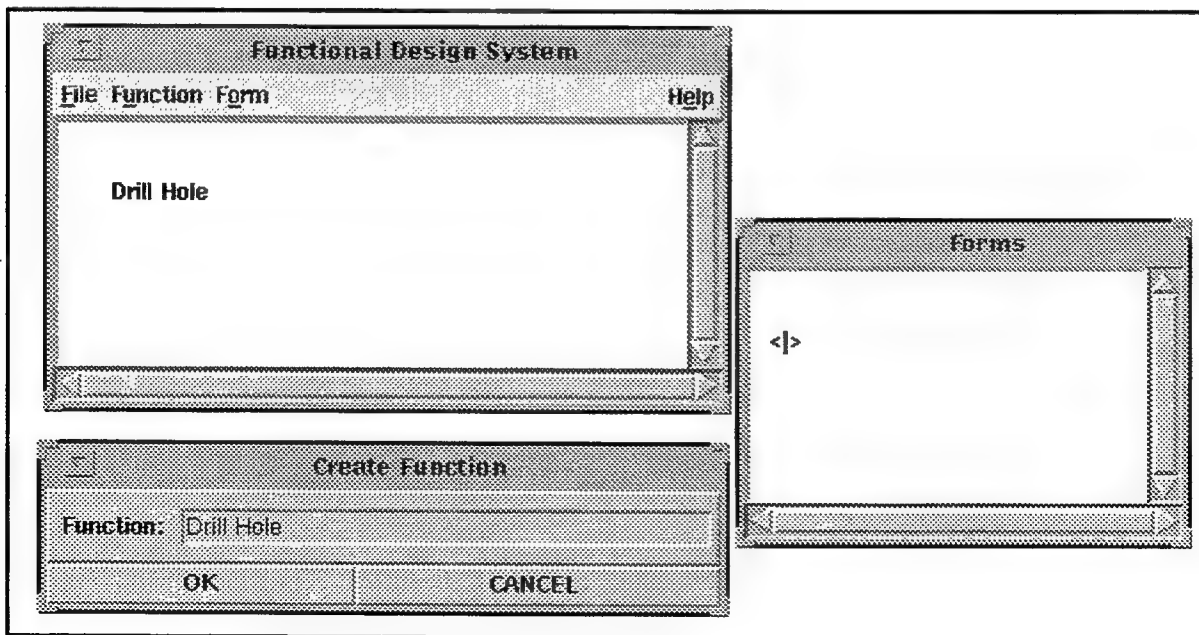 Functional Design System
File Function Form Help
Drill Hole
Forms
<|>
Create Function
Function: Drill Hole
OK CANCEL